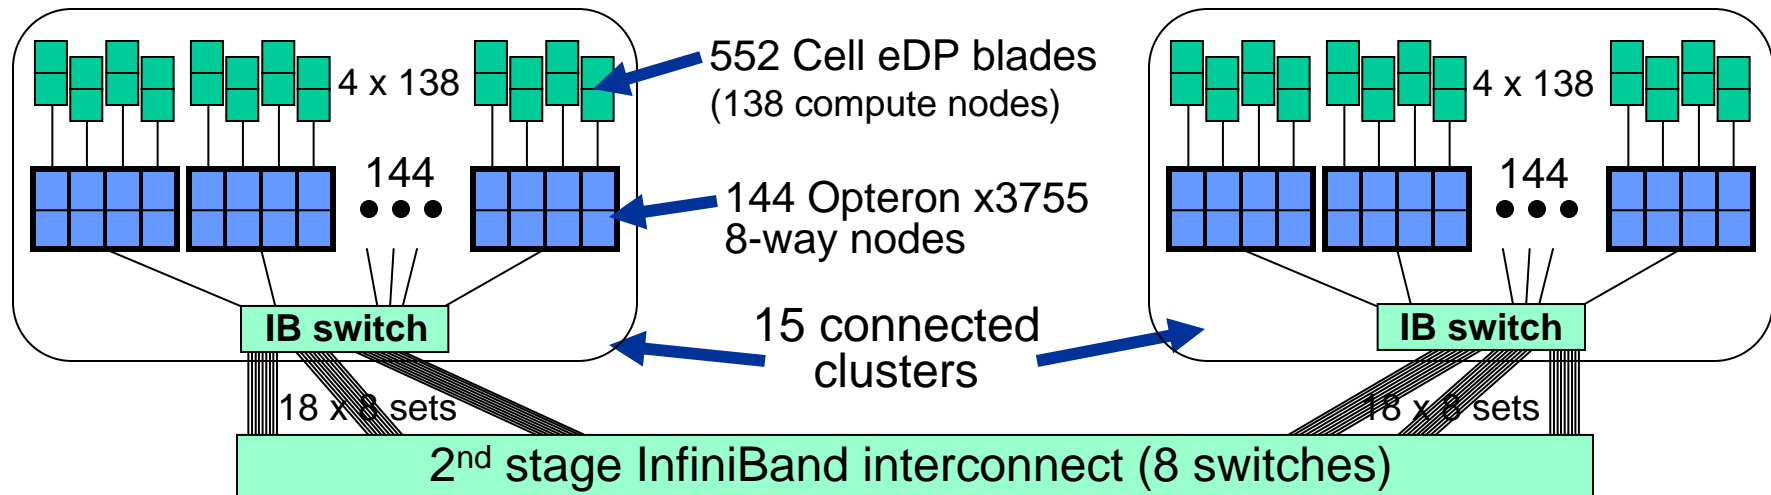 552 Cell eDP blades
(138 compute nodes)
4 x 138
4 x 138
144
144
144 Opteron x3755
8-way nodes
IB switch
15 connected
clusters
IB switch
18 x 8 sets
18 x 8 sets
2nd stage InfiniBand interconnect (8 switches)